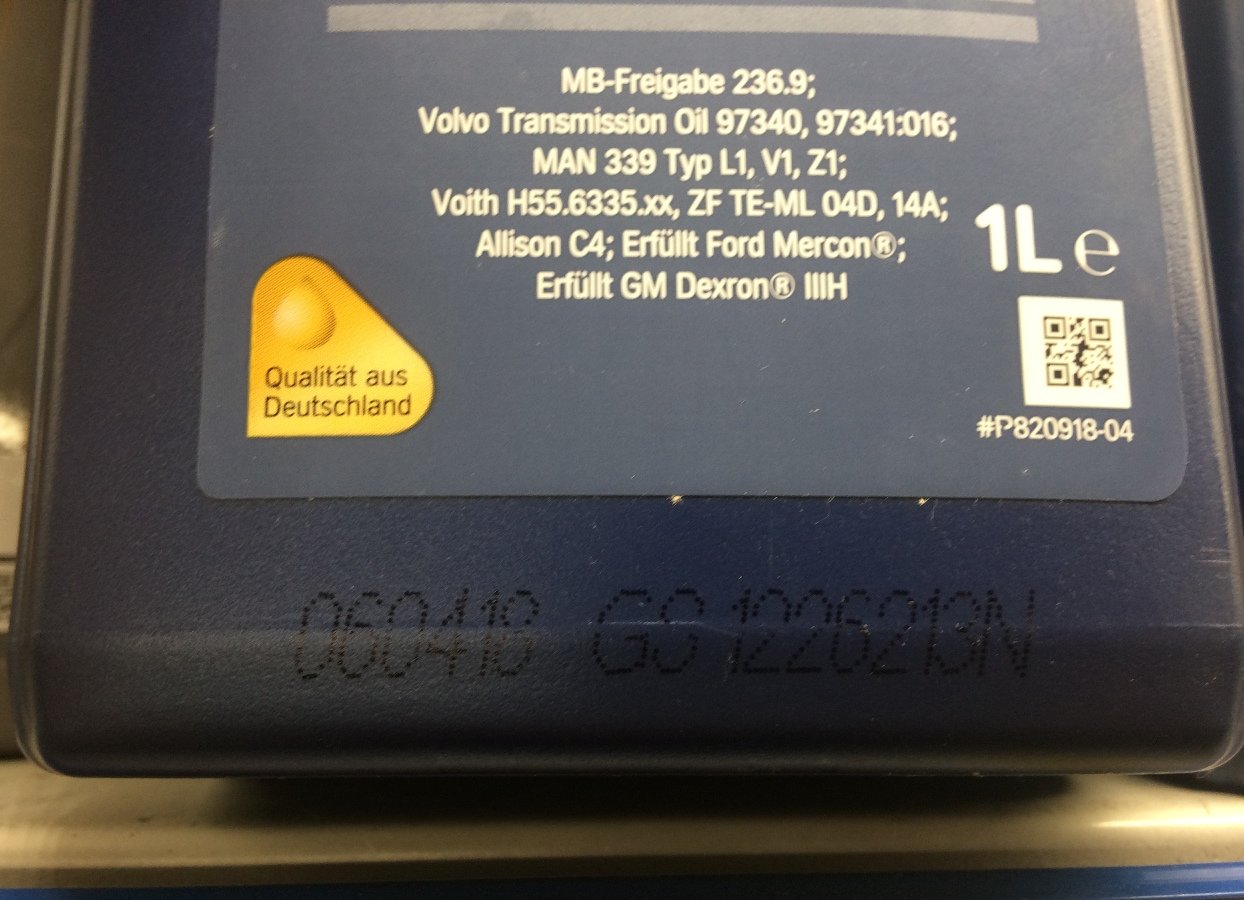 MB-Freigabe 236.9;
Volvo Transmission Oil 97340, 97341:016;
MAN 339 Typ L1, V1, Z1;
Voith H55.6335.xx, ZF TE-ML 04D, 14A;
Allison C4; Erfüllt Ford Mercon®;
Erfüllt GM Dexron® IIIH
1L e
Qualität aus
Deutschland
#P820918-04
060418 GC 1226213N